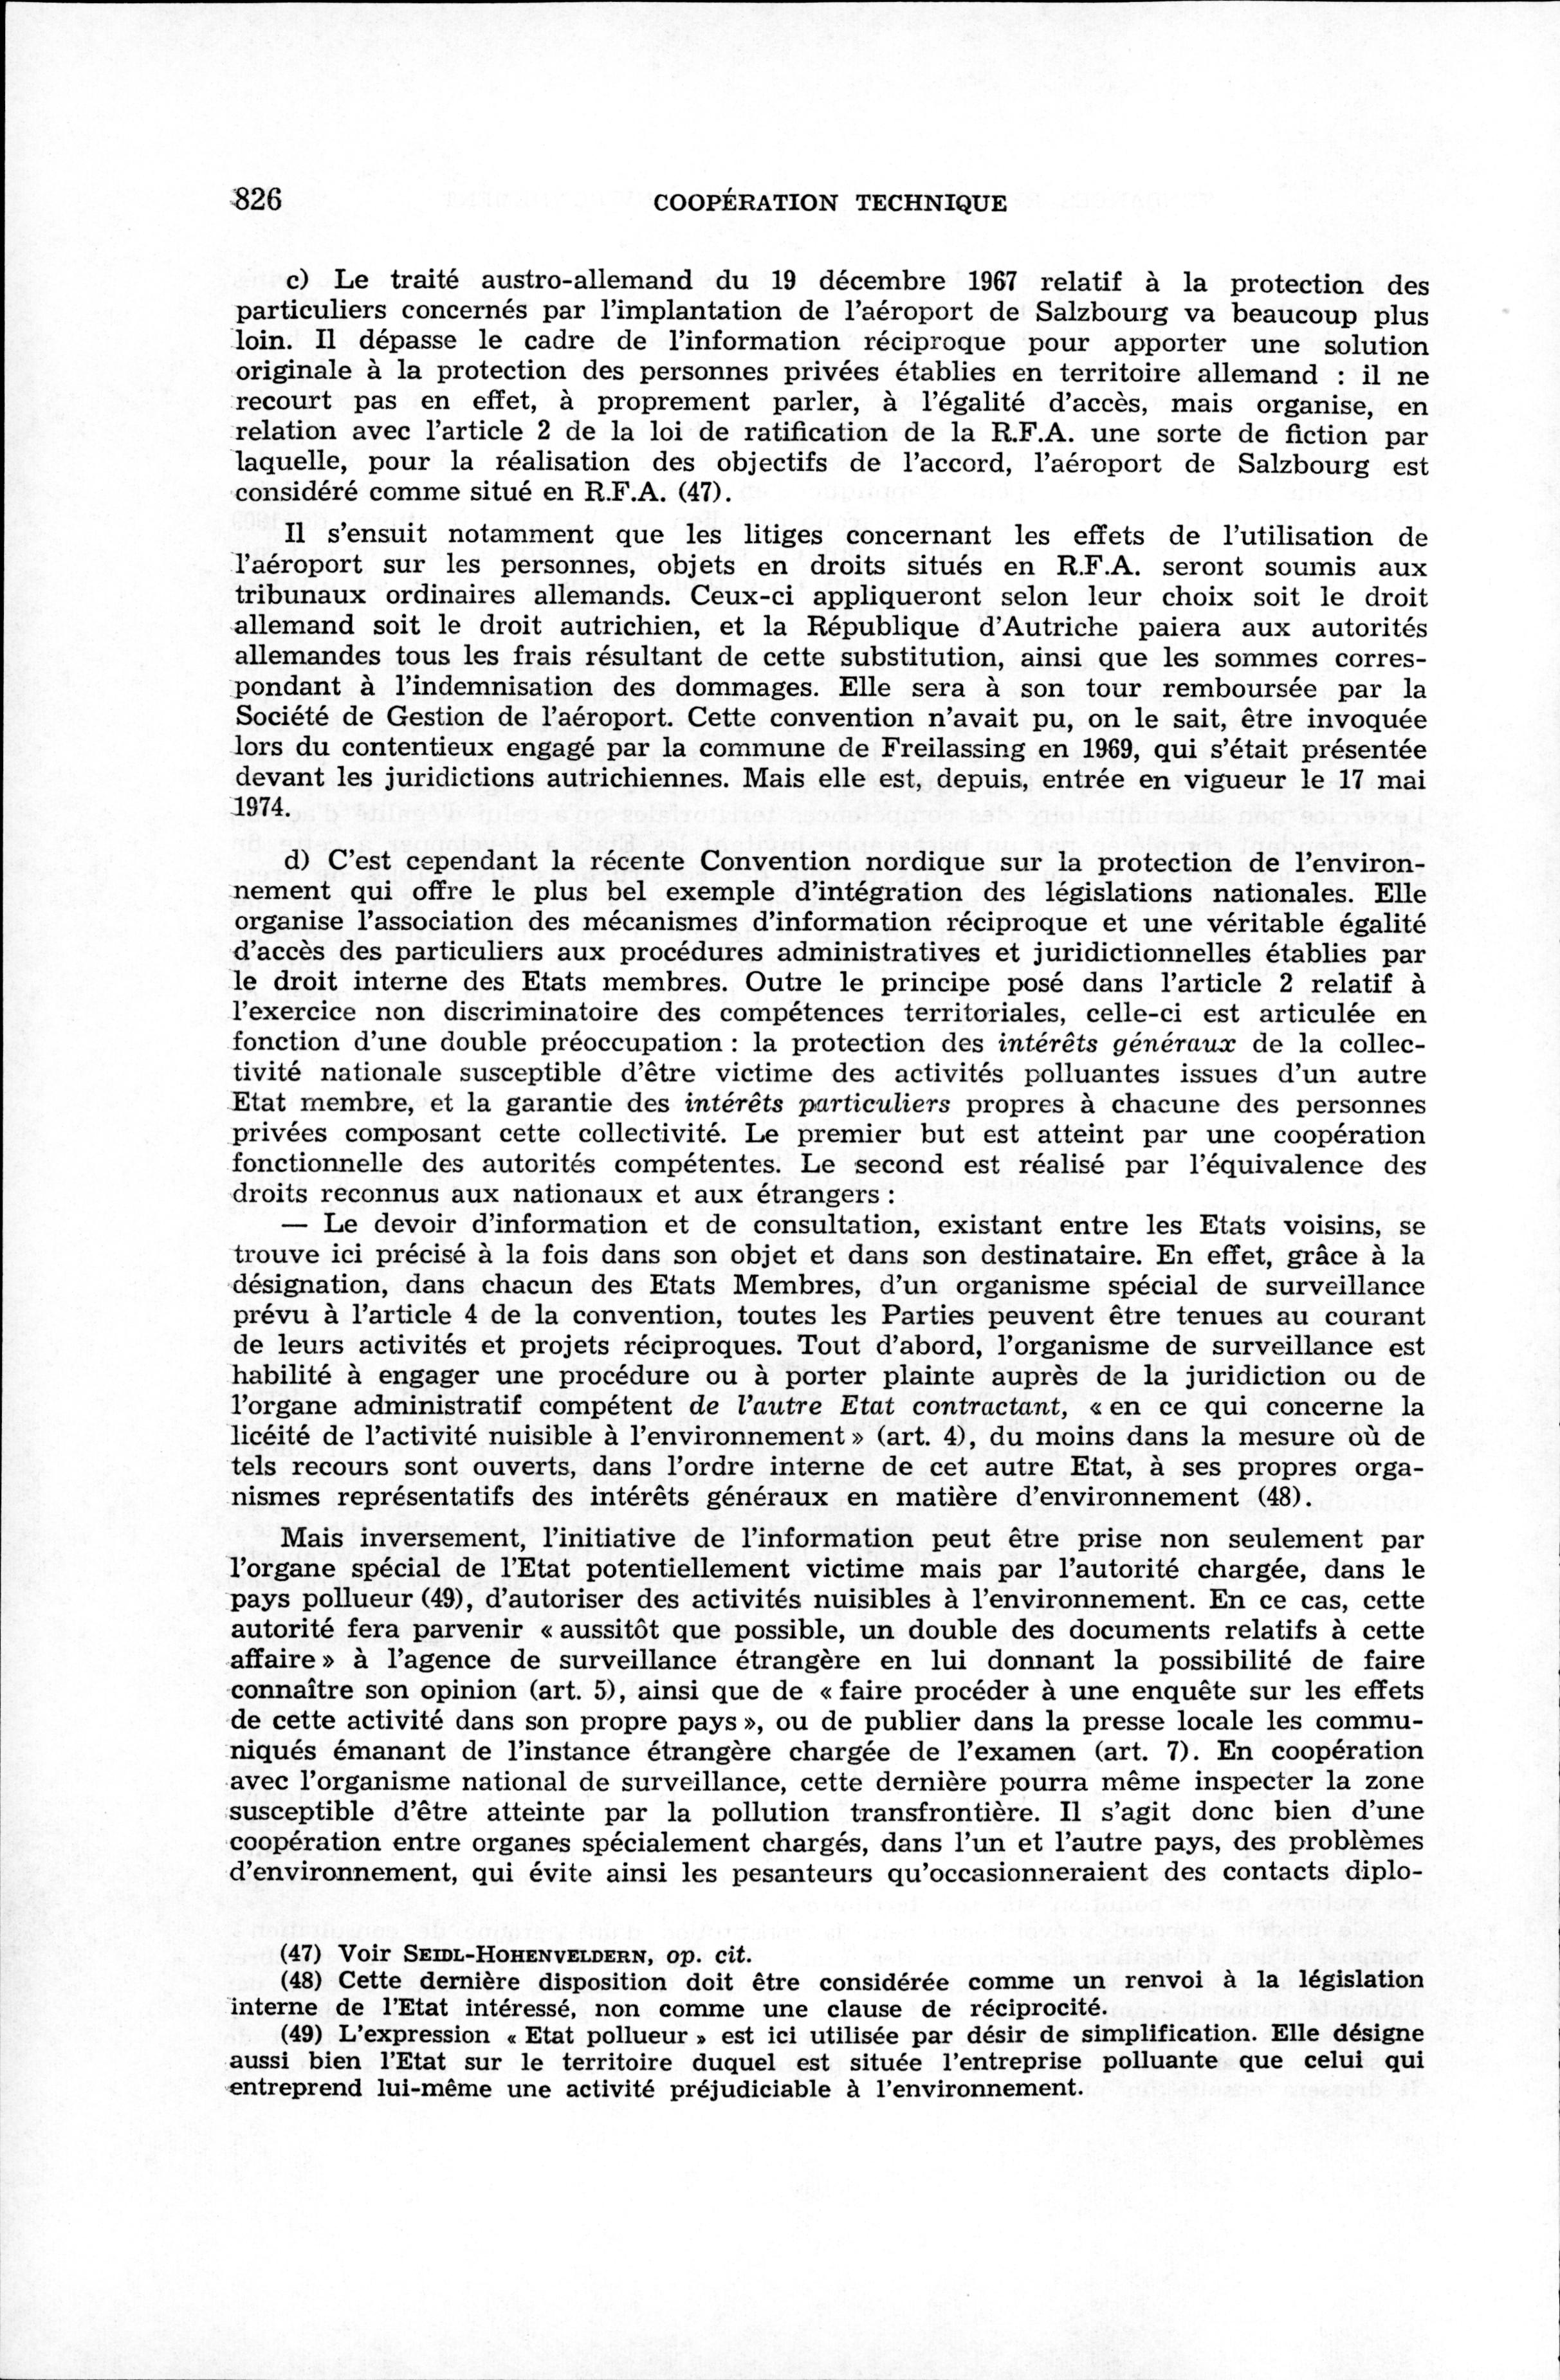 826
COOPÉRATION TECHNIQUE
c) Le traité austro-allemand du 19 décembre 1967 relatif à la protection des
particuliers concernés par l'implantation de l'aéroport de Salzbourg va beaucoup plus
loin. Il dépasse le cadre de l'information réciproque pour apporter une solution
originale à la protection des personnes privées établies en territoire allemand : il ne
recourt pas en effet, à proprement parler, à l'égalité d'accès, mais organise, en
relation avec l'article 2 de la loi de ratification de la R.F.A. une sorte de fiction par
laquelle, pour la réalisation des objectifs de l'accord, l'aéroport de Salzbourg est
considéré comme situé en R.F.A. (47).
Il s'ensuit notamment que les litiges concernant les effets de l'utilisation de
l'aéroport sur les personnes, objets en droits situés en R.F.A. seront soumis aux
tribunaux ordinaires allemands. Ceux-ci appliqueront selon leur choix soit le droit
allemand soit le droit autrichien, et la République d'Autriche paiera aux autorités
allemandes tous les frais résultant de cette substitution, ainsi que les sommes corres-
pondant à l'indemnisation des dommages. Elle sera à son tour remboursée par la
Société de Gestion de l'aéroport. Cette convention n'avait pu, on le sait, être invoquée
lors du contentieux engagé par la commune de Freilassing en 1969, qui s'était présentée
devant les juridictions autrichiennes. Mais elle est, depuis, entrée en vigueur le 17 mai
1974.
d) C'est cependant la récente Convention nordique sur la protection de l'environ-
nement qui offre le plus bel exemple d'intégration des législations nationales. Elle
organise l'association des mécanismes d'information réciproque et une véritable égalité
d'accès des particuliers aux procédures administratives et juridictionnelles établies par
le droit interne des Etats membres. Outre le principe posé dans l'article 2 relatif à
l'exercice non discriminatoire des compétences territoriales, celle-ci est articulée en
fonction d'une double préoccupation : la protection des intérêts généraux de la collec-
tivité nationale susceptible d'être victime des activités polluantes issues d'un autre
Etat membre, et la garantie des intérêts particuliers propres à chacune des personnes
privées composant cette collectivité. Le premier but est atteint par une coopération
fonctionnelle des autorités compétentes. Le second est réalisé par l'équivalence des
droits reconnus aux nationaux et aux étrangers :
— Le devoir d'information et de consultation, existant entre les Etats voisins, se
trouve ici précisé à la fois dans son objet et dans son destinataire. En effet, grâce à la
désignation, dans chacun des Etats Membres, d'un organisme spécial de surveillance
prévu à l'article 4 de la convention, toutes les Parties peuvent être tenues au courant
de leurs activités et projets réciproques. Tout d'abord, l'organisme de surveillance est
habilité à engager une procédure ou à porter plainte auprès de la juridiction ou de
l'organe administratif compétent de l'autre Etat contractant, « en ce qui concerne la
licéité de l'activité nuisible à l'environnement » (art. 4), du moins dans la mesure où de
tels recours sont ouverts, dans l'ordre interne de cet autre Etat, à ses propres orga-
nismes représentatifs des intérêts généraux en matière d'environnement (48).
Mais inversement, l'initiative de l'information peut être prise non seulement par
l'organe spécial de l'Etat potentiellement victime mais par l'autorité chargée, dans le
pays pollueur (49), d'autoriser des activités nuisibles à l'environnement. En ce cas, cette
autorité fera parvenir « aussitôt que possible, un double des documents relatifs à cette
affaire » à l'agence de surveillance étrangère en lui donnant la possibilité de faire
connaître son opinion (art. 5), ainsi que de « faire procéder à une enquête sur les effets
de cette activité dans son propre pays », ou de publier dans la presse locale les commu-
niqués émanant de l'instance étrangère chargée de l'examen (art. 7). En coopération
avec l'organisme national de surveillance, cette dernière pourra même inspecter la zone
susceptible d'être atteinte par la pollution transfrontière. Il s'agit donc bien d'une
coopération entre organes spécialement chargés, dans l'un et l'autre pays, des problèmes
d'environnement, qui évite ainsi les pesanteurs qu'occasionneraient des contacts diplo-
(47) Voir SEIDL-HOHENVELDERN, op. cit.
(48) Cette dernière disposition doit être considérée comme un renvoi à la législation
interne de l'Etat intéressé, non comme une clause de réciprocité.
(49) L'expression « Etat pollueur » est ici utilisée par désir de simplification. Elle désigne
aussi bien l'Etat sur le territoire duquel est située l'entreprise polluante que celui qui
entreprend lui-même une activité préjudiciable à l'environnement.